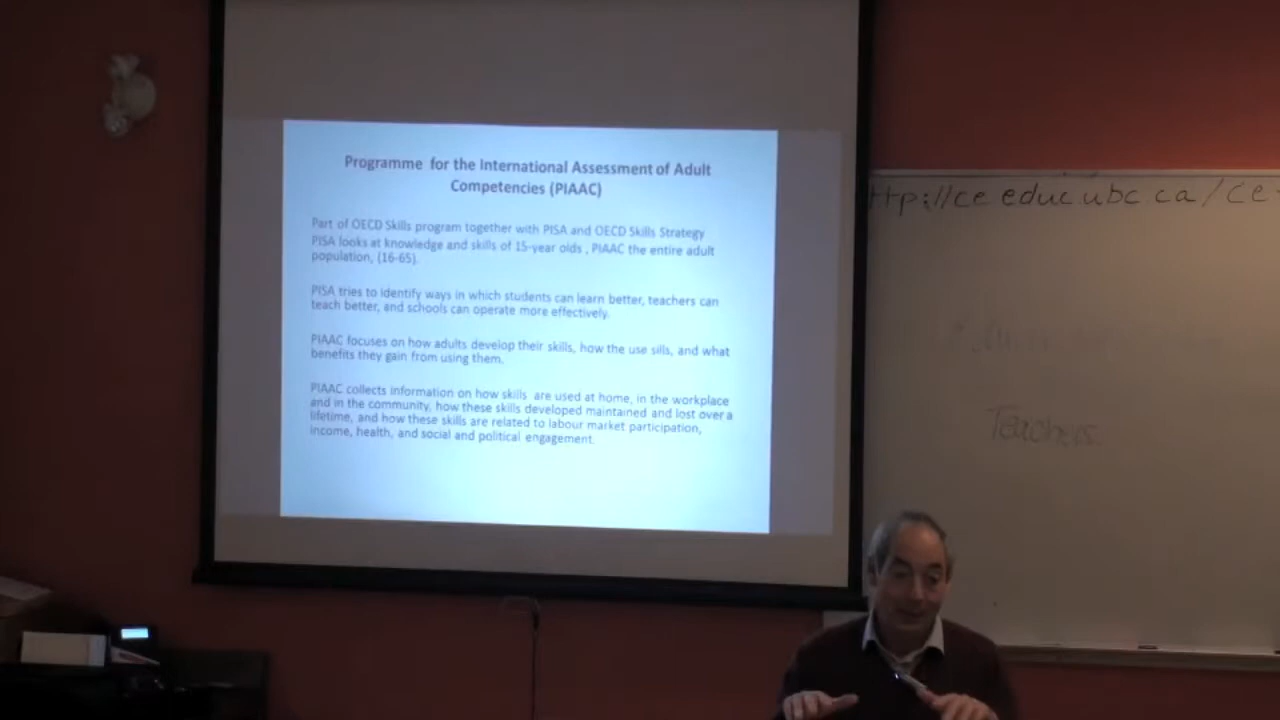 Programme for the International Assessment of Adult
Competencies (PIAAC)
Part of OECD Skills program together with PISA and OECD Skills Strategy
PISA looks at knowledge and skills of 15-year olds , PIAAC the entire adult
population, (16-65).
PISA tries to identify ways in which students can learn better, teachers can
teach better, and schools can operate more effectively.
PIAAC focuses on how adults develop their skills, how the use sills, and what
benefits they gain from using them.
PIAAC collects information on how skills are used at home, in the workplace
and in the community, how these skills developed maintained and lost over a
lifetime, and how these skills are related to labour market participation,
income, health, and social and political engagement.
ttp://ce.educ.ubc.ca/ce
Teachers